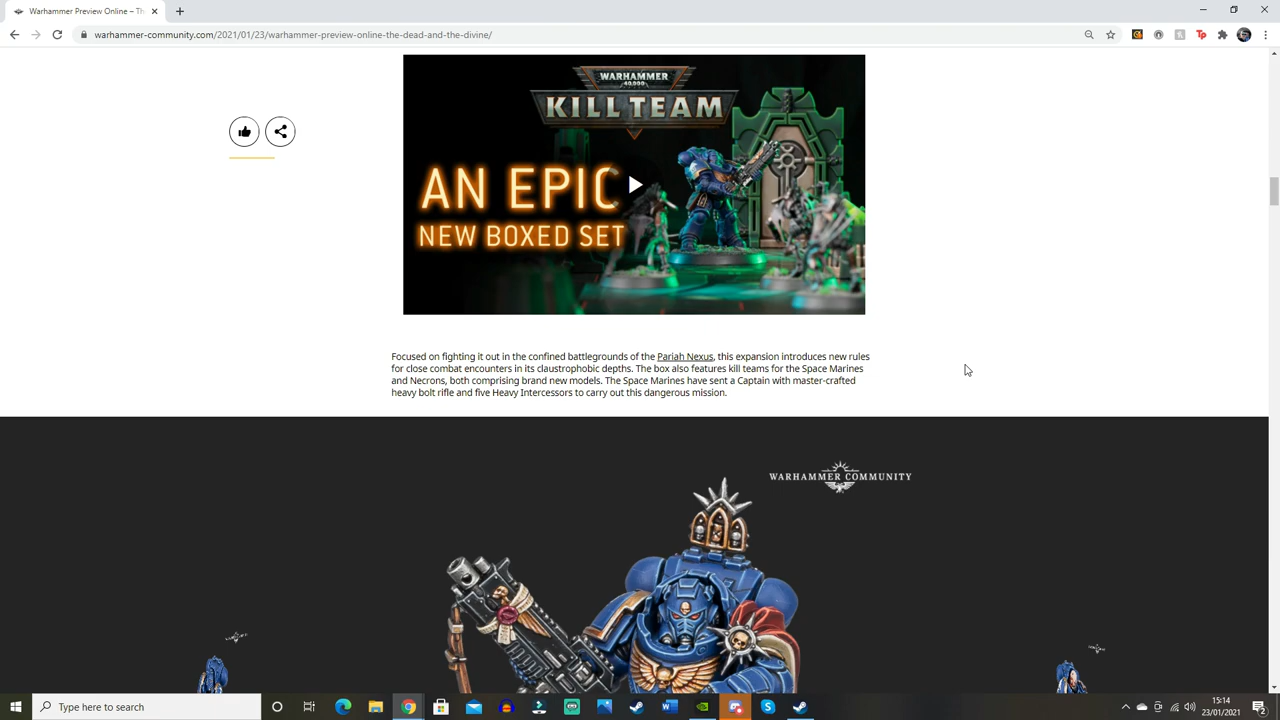 Warhammer Preview Online – Th
warhammer-community.com/2021/01/23/warhammer-preview-online-the-dead-and-the-divine/
WARHAMMER
40,000
KILL TEAM
AN EPIC
NEW BOXED SET
Focused on fighting it out in the confined battlegrounds of the Pariah Nexus, this expansion introduces new rules
for close combat encounters in its claustrophobic depths. The box also features kill teams for the Space Marines
and Necrons, both comprising brand new models. The Space Marines have sent a Captain with master-crafted
heavy bolt rifle and five Heavy Intercessors to carry out this dangerous mission.
WARHAMMER COMMUNITY
Type here to search
15:14
23/01/2021
2